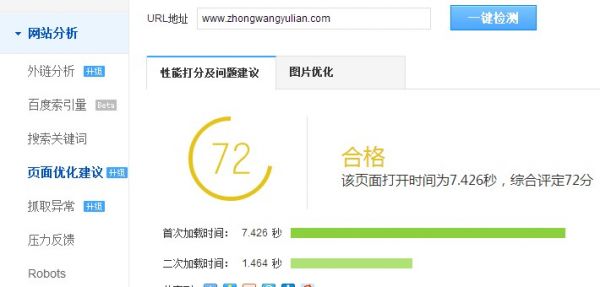 网站分析
外链分析 升级
百度索引量 Beta
搜索关键词
页面优化建议 升级
抓取异常 升级
压力反馈
Robots
URL地址 www.zhongwangyulian.com 一键检测
性能打分及问题建议 图片优化
72
合格
该页面打开时间为7.426秒，综合评定72分
首次加载时间： 7.426 秒
二次加载时间： 1.464 秒